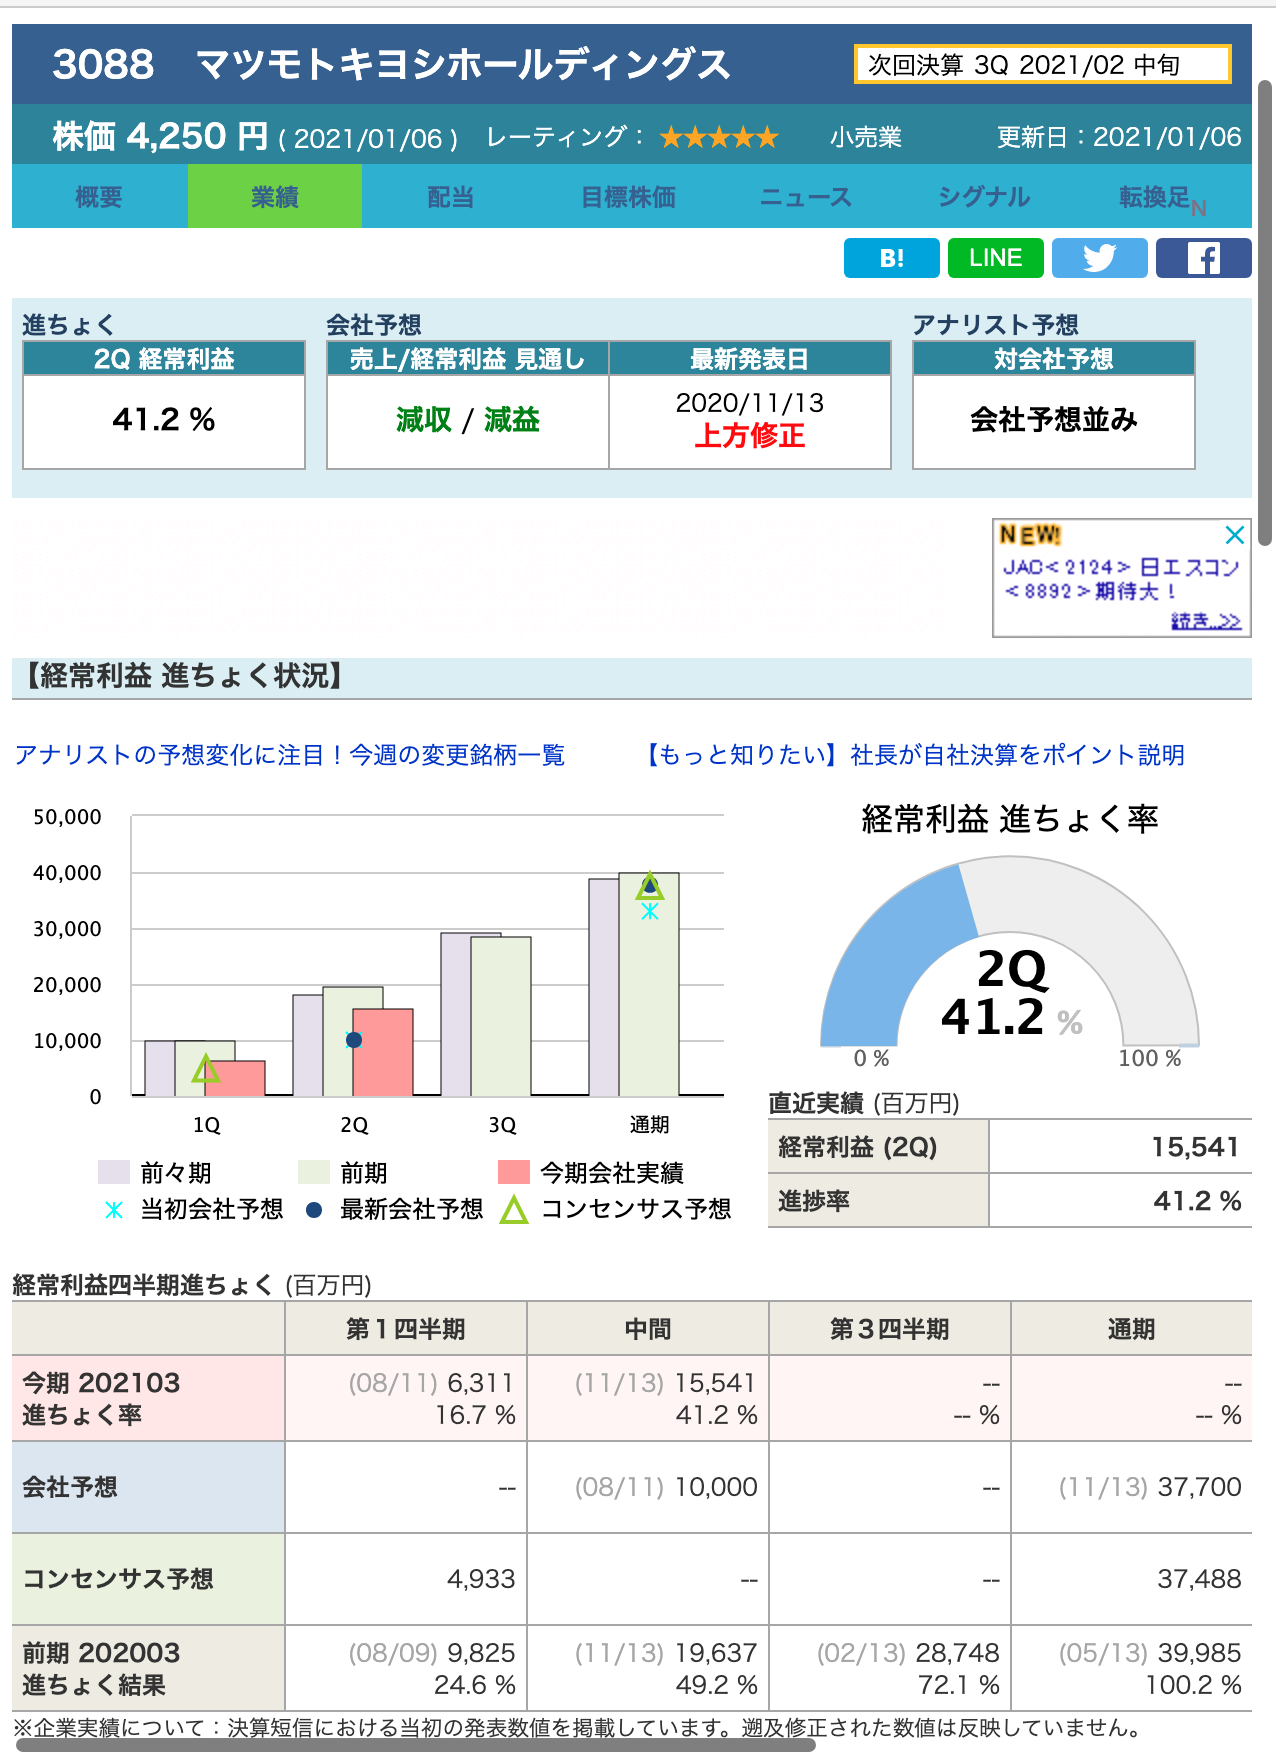 3088 マツモトキヨシホールディングス
次回決算 3Q 2021/02 中旬
株価 4,250 円 ( 2021/01/06 ) レーティング： ★★★★★ 小売業 更新日：2021/01/06
概要 業績 配当 目標株価 ニュース シグナル 転換足N
B! LINE
進ちょく 会社予想 アナリスト予想
2Q 経常利益 売上/経常利益 見通し 最新発表日 対会社予想
41.2 % 減収 / 減益 2020/11/13 会社予想並み
上方修正
NEW!
JAC<2124> 日エスコン
<8892>期待大！
続き..>>
【経常利益 進ちょく状況】
アナリストの予想変化に注目！今週の変更銘柄一覧 【もっと知りたい】社長が自社決算をポイント説明
50,000
40,000
30,000
20,000
10,000
0
1Q 2Q 3Q 通期
前々期 前期 今期会社実績
当初会社予想 最新会社予想 コンセンサス予想
経常利益 進ちょく率
2Q
41.2 %
0 % 100 %
直近実績 (百万円)
経常利益 (2Q) 15,541
進捗率 41.2 %
経常利益四半期進ちょく (百万円)
第１四半期 中間 第３四半期 通期
今期 202103 (08/11) 6,311 (11/13) 15,541 -- --
進ちょく率 16.7 % 41.2 % -- % -- %
会社予想 -- (08/11) 10,000 -- (11/13) 37,700
コンセンサス予想 4,933 -- -- 37,488
前期 202003 (08/09) 9,825 (11/13) 19,637 (02/13) 28,748 (05/13) 39,985
進ちょく結果 24.6 % 49.2 % 72.1 % 100.2 %
※企業実績について：決算短信における当初の発表数値を掲載しています。遡及修正された数値は反映していません。